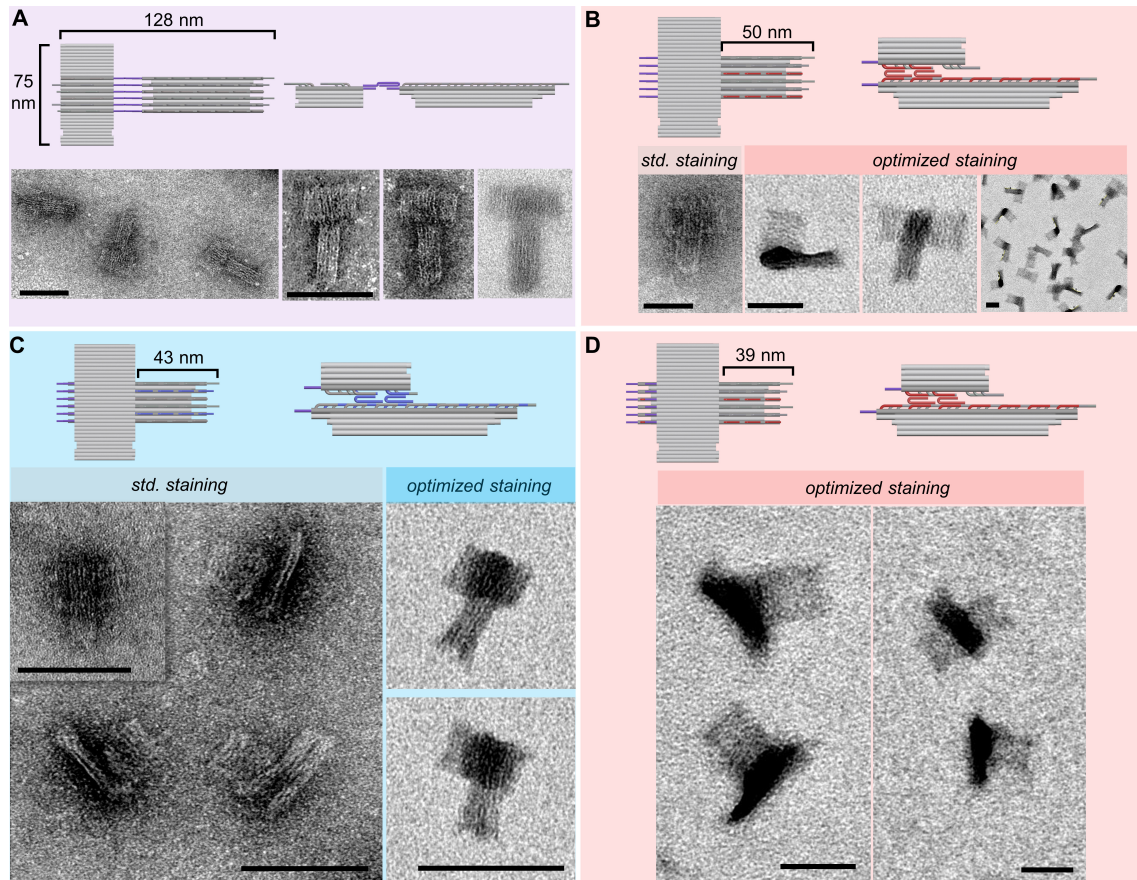 A
128 nm
75
nm
B
50 nm
std. staining
optimized staining
C
43 nm
std. staining
optimized staining
D
39 nm
optimized staining